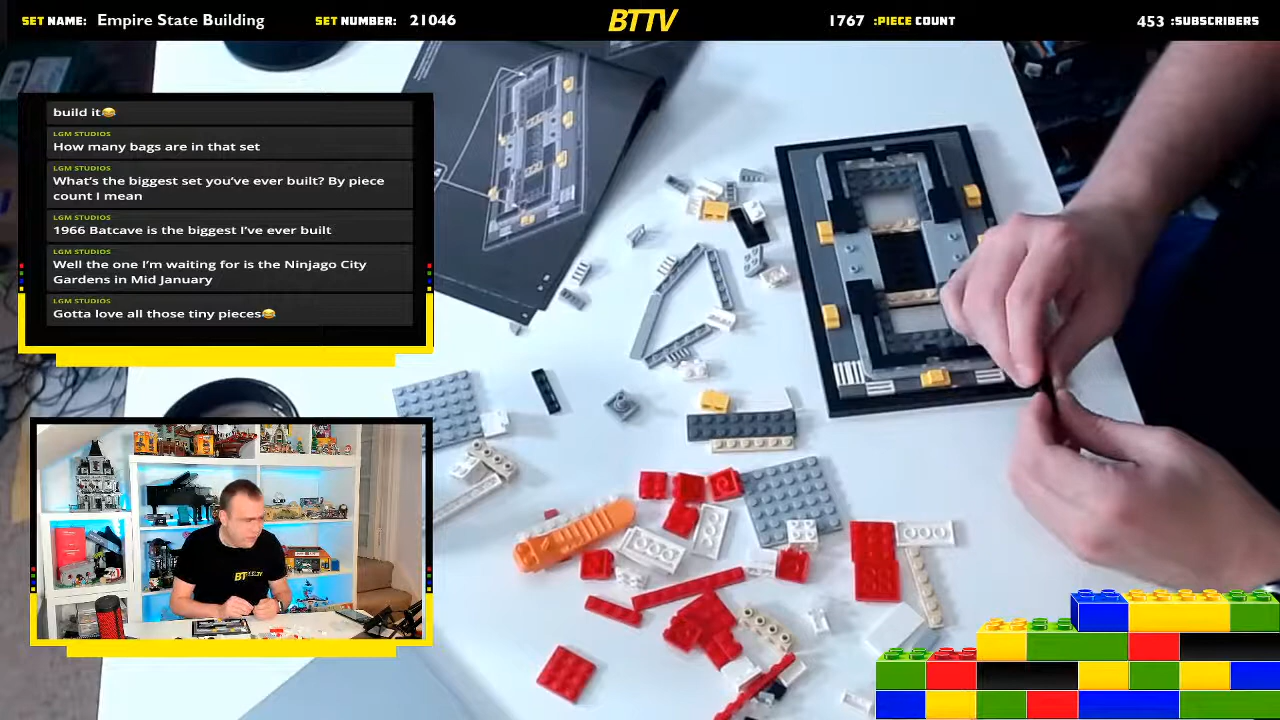 SET NAME: Empire State Building SET NUMBER: 21046 BTTV 1767 :PIECE COUNT 453 :SUBSCRIBERS
build it😂
LGM STUDIOS
How many bags are in that set
LGM STUDIOS
What's the biggest set you've ever built? By piece
count I mean
LGM STUDIOS
1966 Batcave is the biggest I've ever built
LGM STUDIOS
Well the one I'm waiting for is the Ninjago City
Gardens in Mid January
LGM STUDIOS
Gotta love all those tiny pieces😂